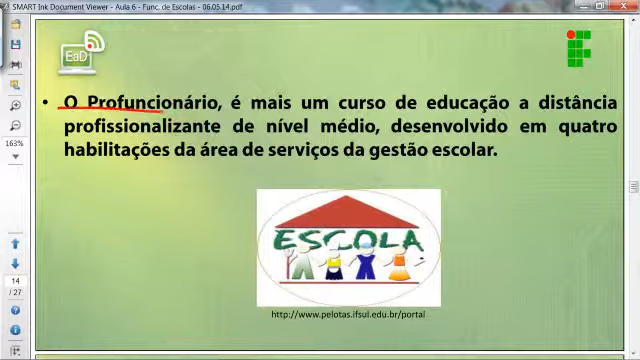 SMART Ink Document Viewer - Aula 6 - Func. de Escolas - 06.05.14.pdf
EaD
• O Profuncionário, é mais um curso de educação a distância
profissionalizante de nível médio, desenvolvido em quatro
habilitações da área de serviços da gestão escolar.
163%
ESCOLA
14
/ 27
http://www.pelotas.ifsul.edu.br/portal